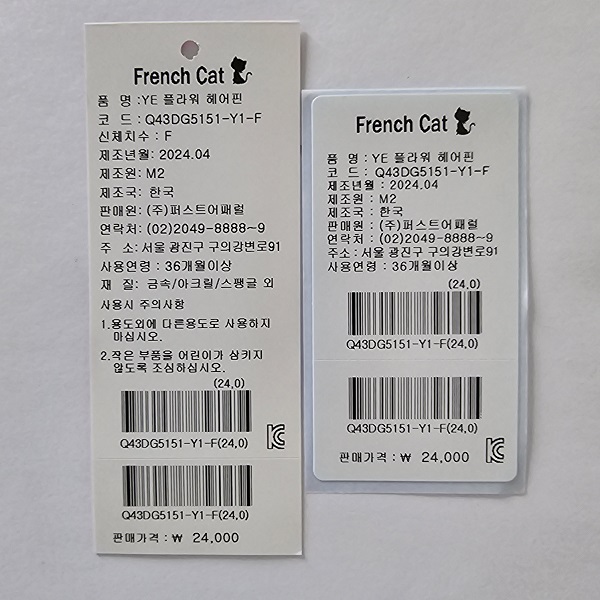 French Cat
품 명 :YE 플라워 헤어핀
코 드 : Q43DG5151-Y1-F
신체치수 : F
제조년월: 2024.04
제조원: M2
제조국: 한국
판매원: (주)퍼스트어패럴
연락처: (02)2049-8888~9
주 소: 서울 광진구 구의강변로91
사용연령 : 36개월이상
재 질: 금속/아크릴/스팽글 외
사용시 주의사항
1.용도외에 다른용도로 사용하지
마십시오.
2.작은 부품을 어린이가 삼키지
않도록 조심하십시오.
(24.0)
Q43DG5151-Y1-F(24.0)
Q43DG5151-Y1-F(24.0)
판매가격 : ₩ 24,000
French Cat
품 명 : YE 플라워 헤어핀
코 드 : Q43DG5151-Y1-F
제조년월 : 2024.04
제조원 : M2
제조국 : 한국
판매원 : (주)퍼스트어패럴
연락처 : (02)2049-8888~9
주소: 서울 광진구 구의강변로91
사용연령 : 36개월이상
(24.0)
Q43DG5151-Y1-F(24.0)
Q43DG5151-Y1-F(24.0)
판매가격 : ₩ 24,000